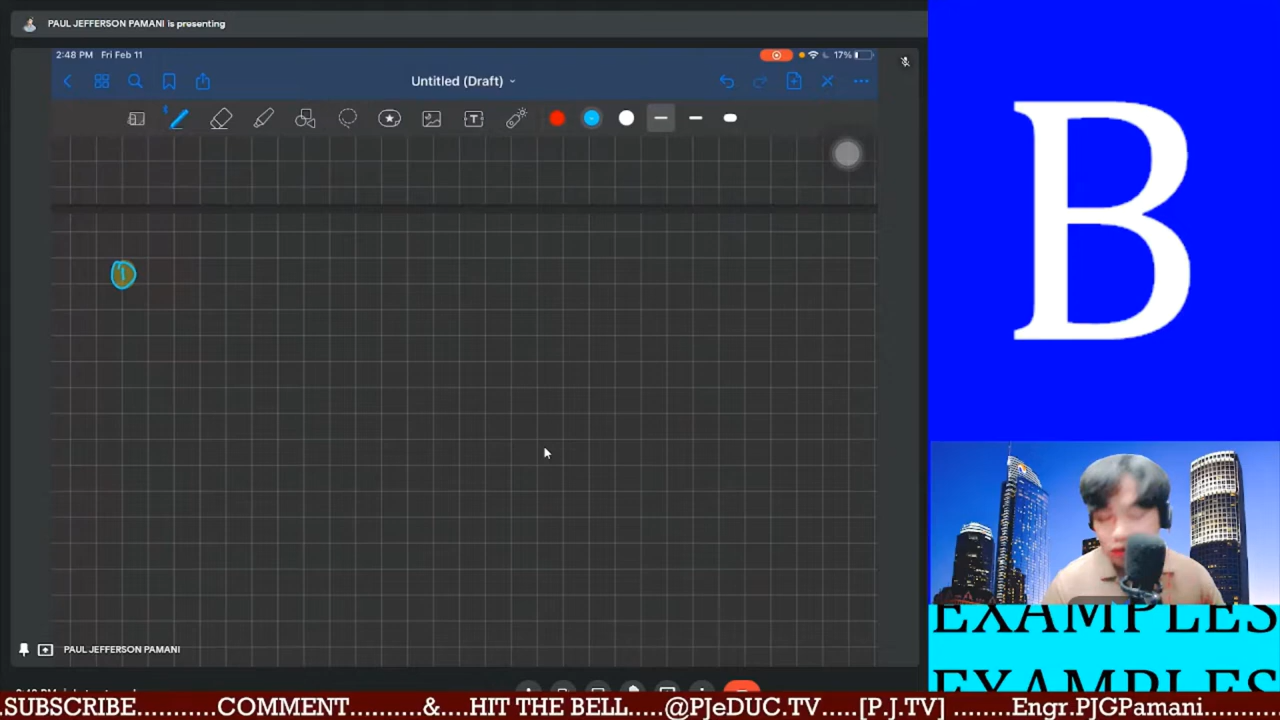 PAUL JEFFERSON PAMANI is presenting
2:48 PM Fri Feb 11
17%
Untitled (Draft)
T
1
B
PAUL JEFFERSON PAMANI
EXAMPLES
EXAMPLES
.SUBSCRIBE..........COMMENT.........&....HIT THE BELL.....@PJeDUC.TV.....[P.J.TV] ........Engr.PJGPamani............